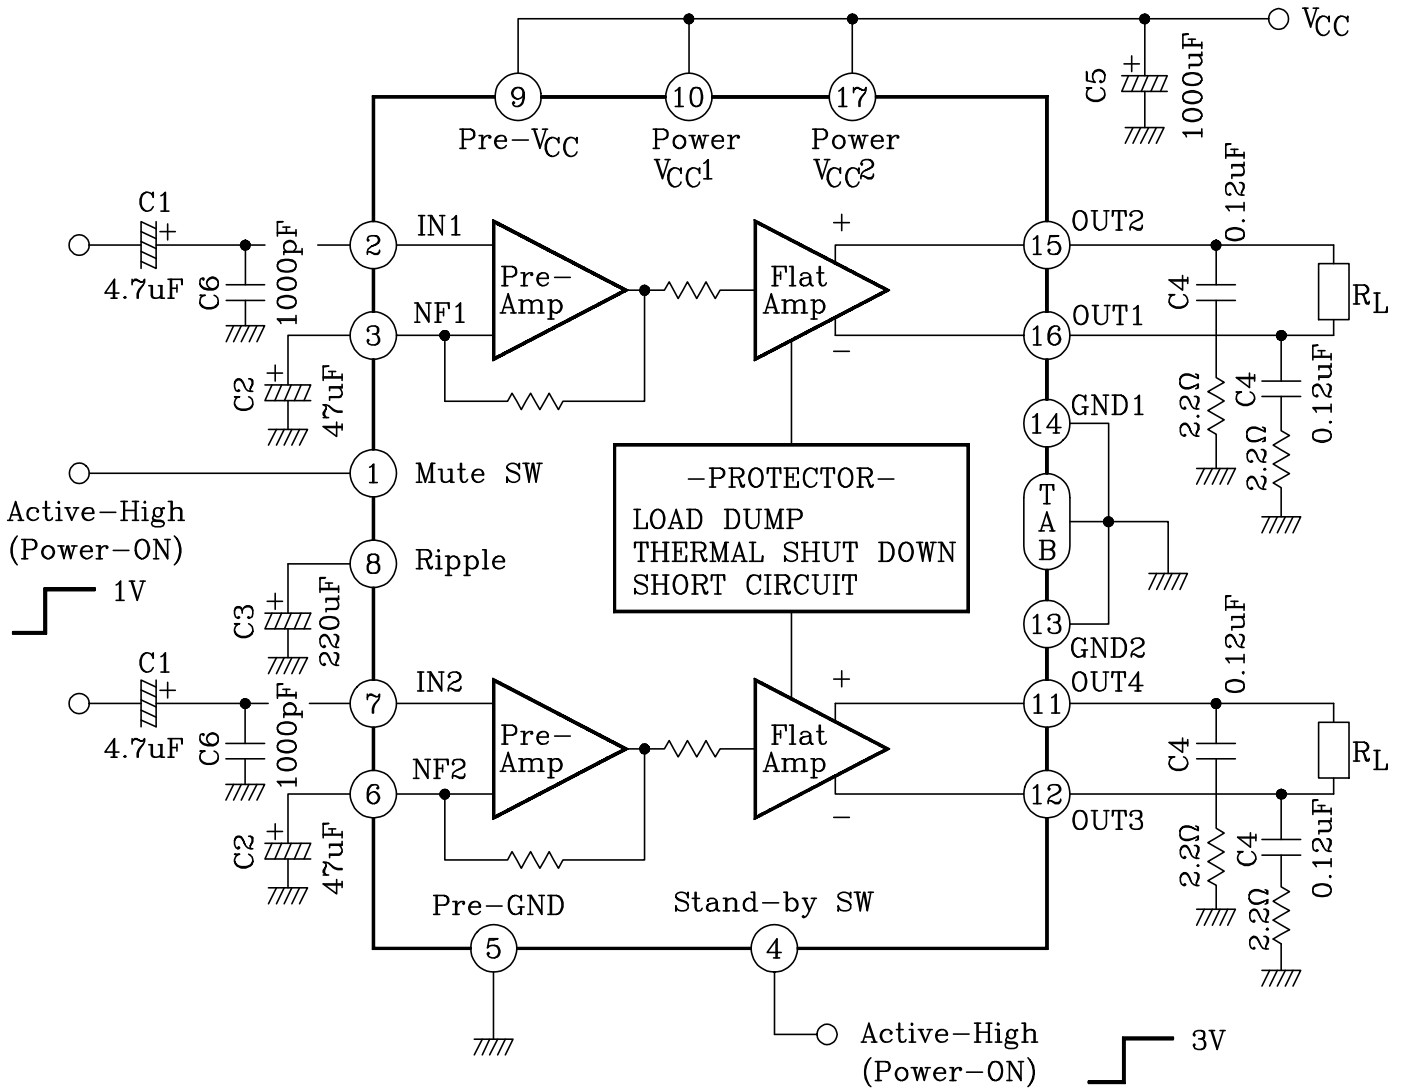 VCC
9
10
17
C5
+
1000uF
Pre-VCC
Power
VCC1
Power
VCC2
C1
+
4.7uF
C6
1000pF
2
IN1
Pre-
Amp
+
Flat
Amp
-
15
OUT2
0.12uF
C4
RL
3
NF1
OUT1
16
+
C2
47uF
2.2Ω
C4
0.12uF
2.2Ω
14
GND1
1
Mute SW
Active-High
(Power-ON)
1V
-PROTECTOR-
LOAD DUMP
THERMAL SHUT DOWN
SHORT CIRCUIT
T
A
B
8
Ripple
+
C3
220uF
13
GND2
C1
+
4.7uF
C6
1000pF
7
IN2
Pre-
Amp
+
Flat
Amp
-
OUT4
11
0.12uF
C4
RL
6
NF2
12
OUT3
+
C2
47uF
2.2Ω
C4
0.12uF
2.2Ω
Pre-GND
5
Stand-by SW
4
Active-High
(Power-ON)
3V